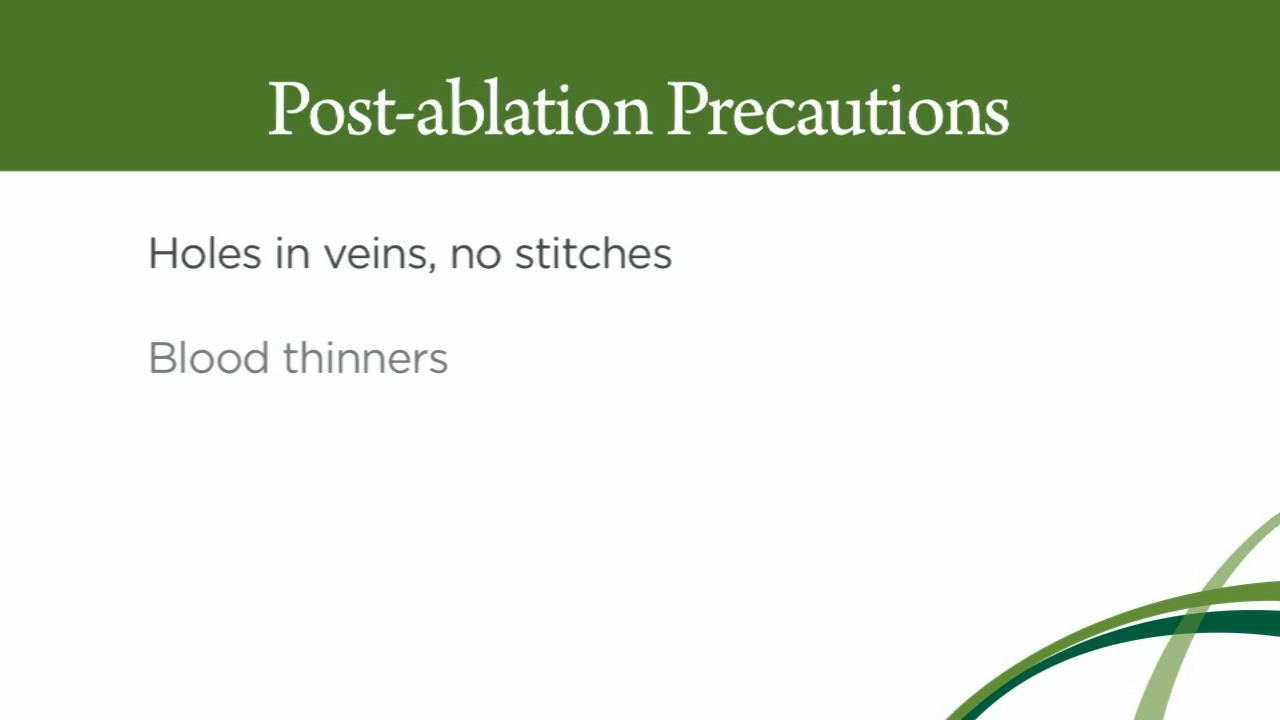 Post-ablation Precautions
Holes in veins, no stitches
Blood thinners